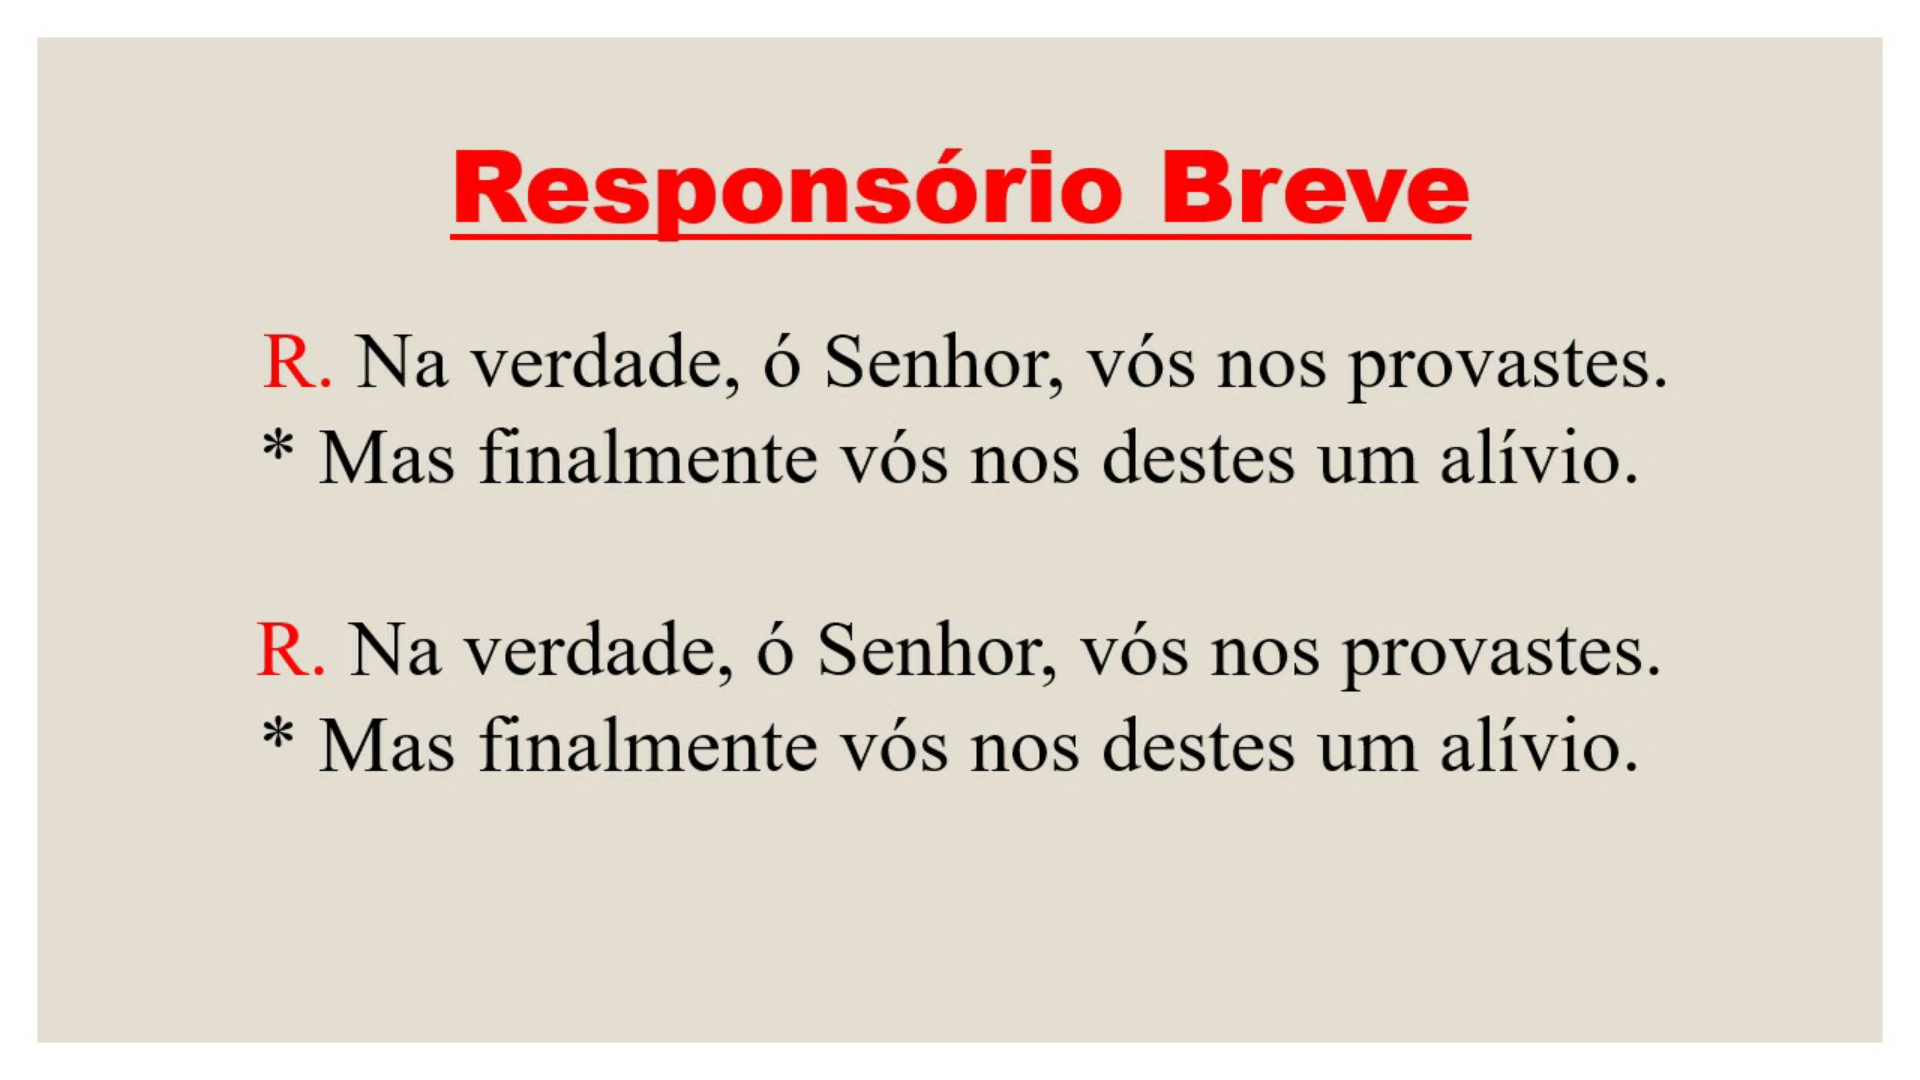 Responsório Breve
R. Na verdade, ó Senhor, vós nos provastes.
* Mas finalmente vós nos destes um alívio.
R. Na verdade, ó Senhor, vós nos provastes.
* Mas finalmente vós nos destes um alívio.